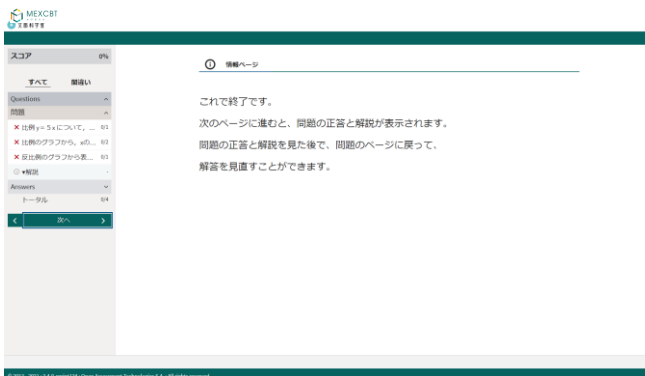 MEXCBT
文部科学省
スコア 0%
すべて 間違い
Questions
問題
比例 y = 5 x について， ... 0/1
比例のグラフから，xの... 0/2
反比例のグラフから表... 0/1
▾解説 -
Answers
トータル 0/4
次へ
情報ページ
これで終了です。
次のページに進むと、問題の正答と解説が表示されます。
問題の正答と解説を見た後で、問題のページに戻って、
解答を見直すことができます。